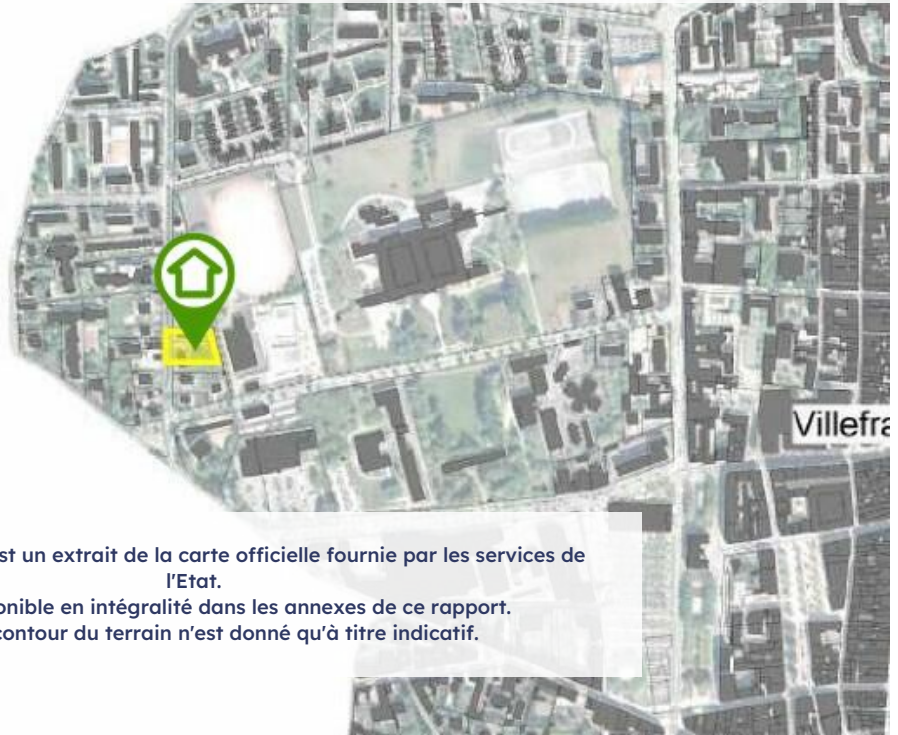 Villefra
st un extrait de la carte officielle fournie par les services de
l'Etat.
onible en intégralité dans les annexes de ce rapport.
contour du terrain n'est donné qu'à titre indicatif.